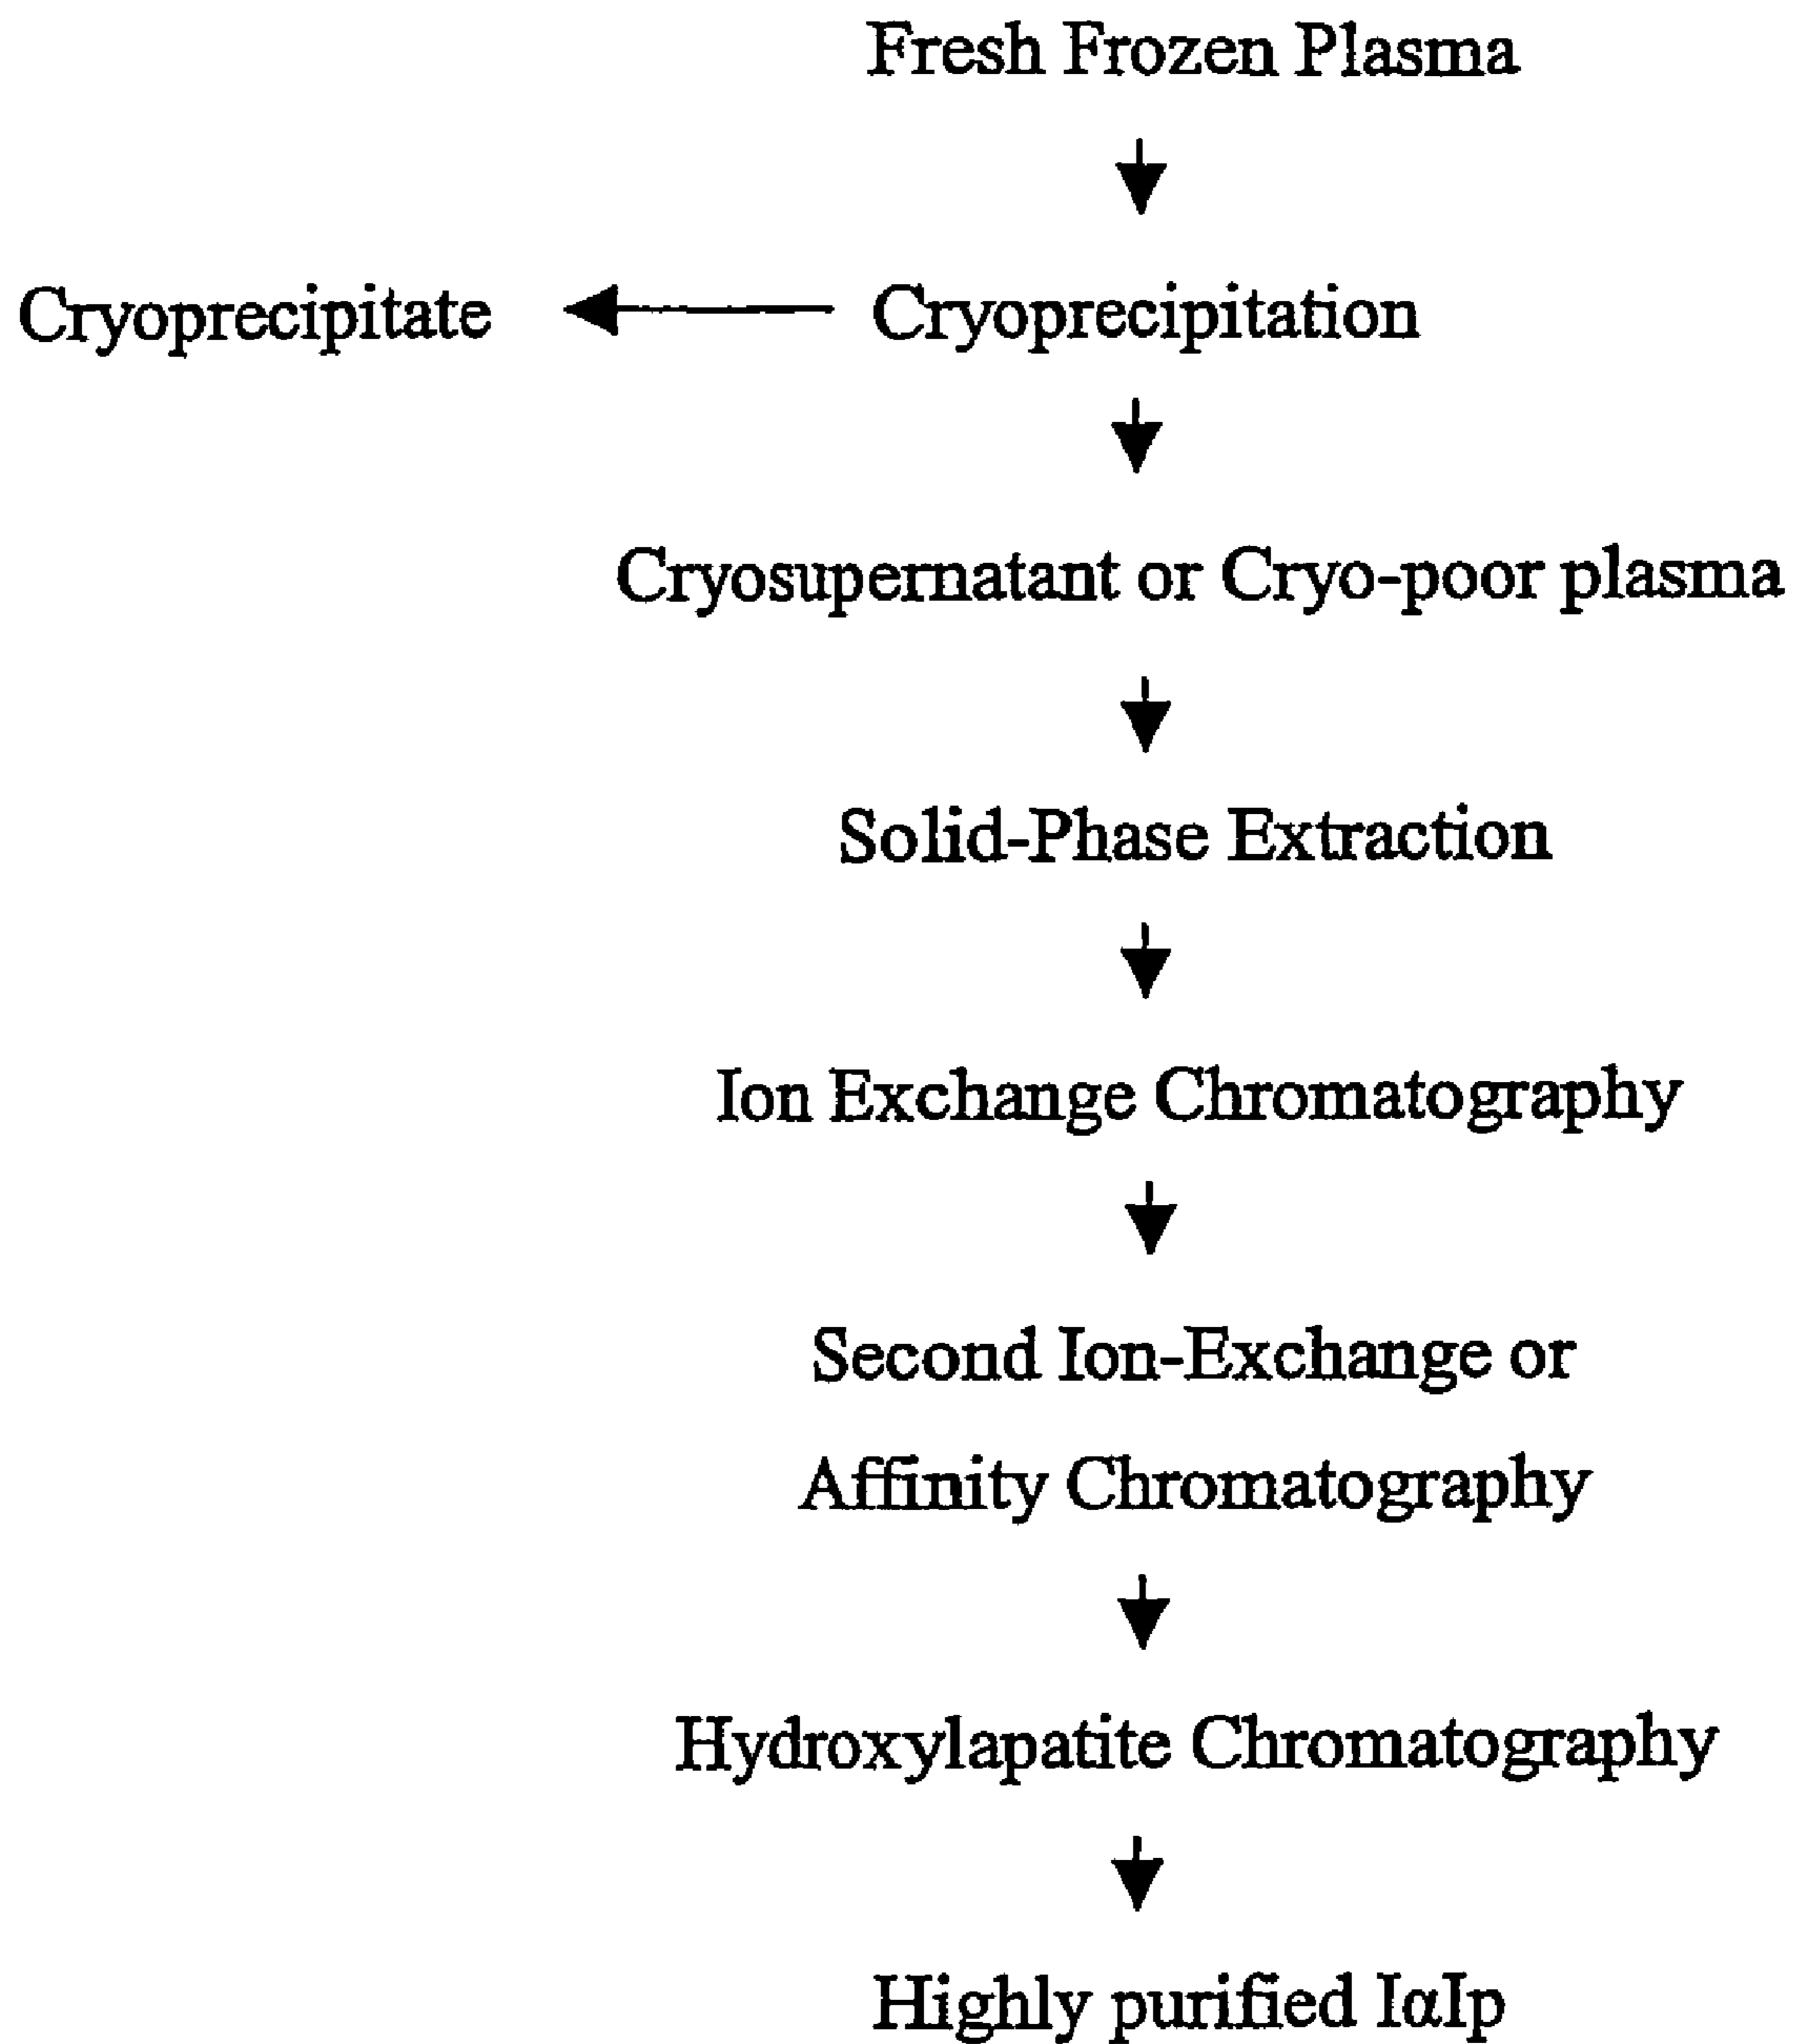 Fresh Frozen Plasma
Cryoprecipitate
Cryoprecipitation
Cryosupernatant or Cryo-poor plasma
Solid-Phase Extraction
Ion Exchange Chromatography
Second Ion-Exchange or
Affinity Chromatography
Hydroxylapatite Chromatography
Highly purified IαIp